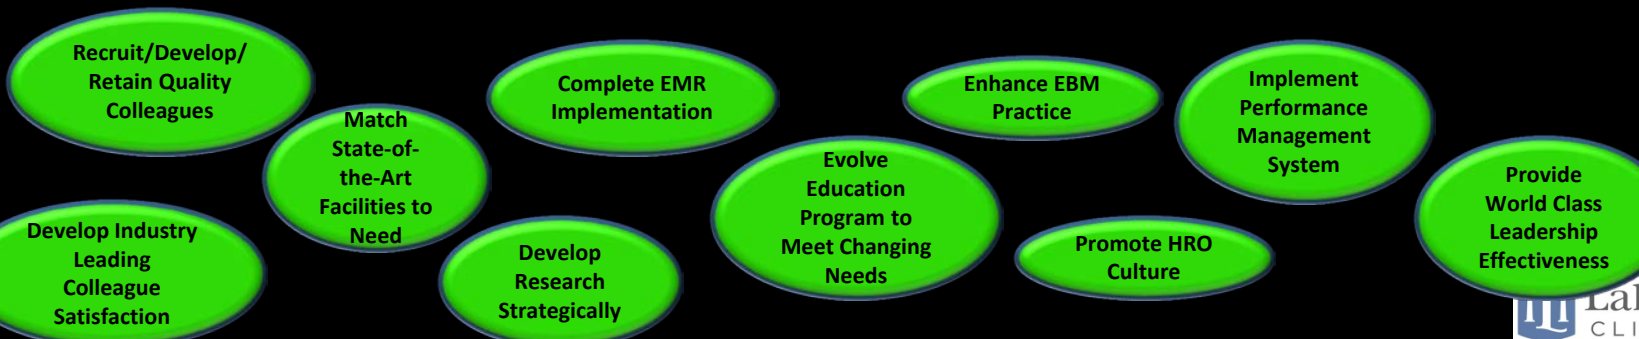 Recruit/Develop/
Retain Quality
Colleagues
Match
State-of-
the-Art
Facilities to
Need
Complete EMR
Implementation
Enhance EBM
Practice
Implement
Performance
Management
System
Develop Industry
Leading
Colleague
Satisfaction
Develop
Research
Strategically
Evolve
Education
Program to
Meet Changing
Needs
Promote HRO
Culture
Provide
World Class
Leadership
Effectiveness